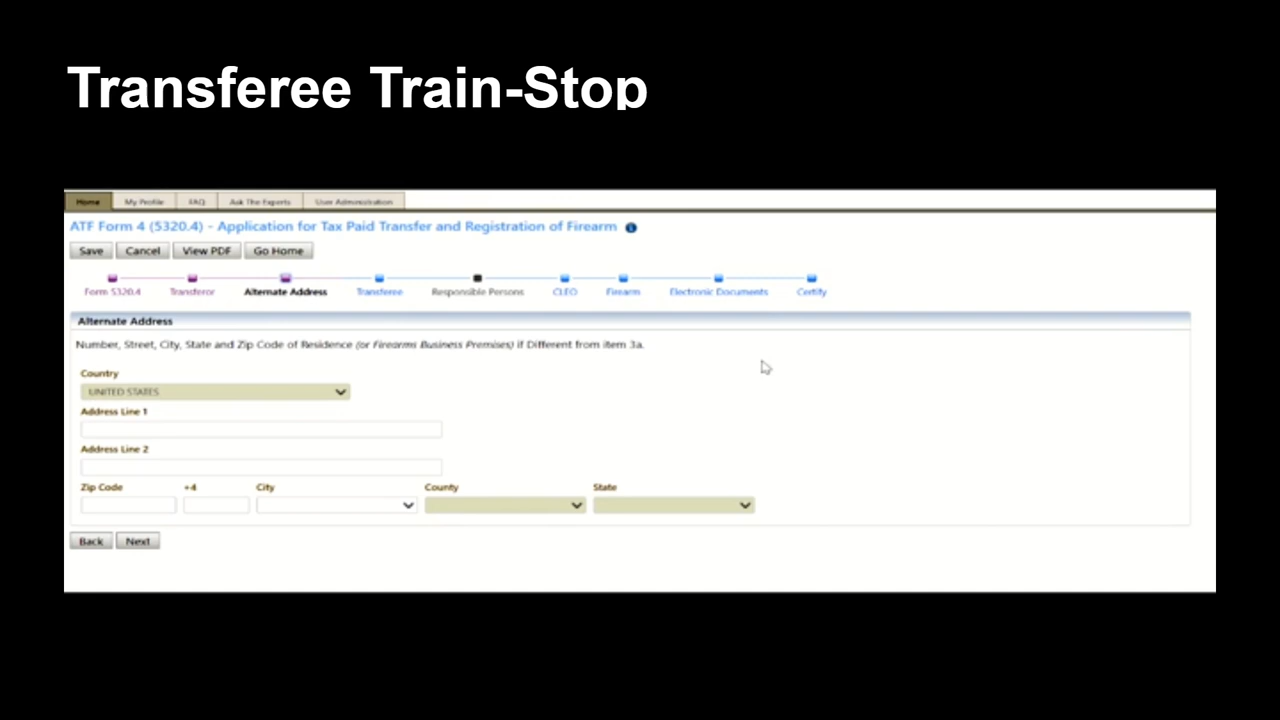 Transferee Train-Stop
Home My Profile FAQ Ask The Experts User Administration
ATF Form 4 (5320.4) - Application for Tax Paid Transfer and Registration of Firearm
Save Cancel View PDF Go Home
Form 5320.4 Transferor Alternate Address Transferee Responsible Persons CLEO Firearm Electronic Documents Certify
Alternate Address
Number, Street, City, State and Zip Code of Residence (or Firearms Business Premises) if Different from item 3a.
Country
UNITED STATES
Address Line 1
Address Line 2
Zip Code +4 City County State
Back Next